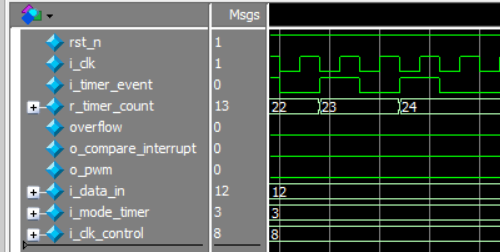 Msgs
rst_n 1
i_clk 1
i_timer_event 0
r_timer_count 13 22 23 24
overflow 0
o_compare_interrupt 0
o_pwm 0
i_data_in 12 12
i_mode_timer 3 3
i_clk_control 8 8